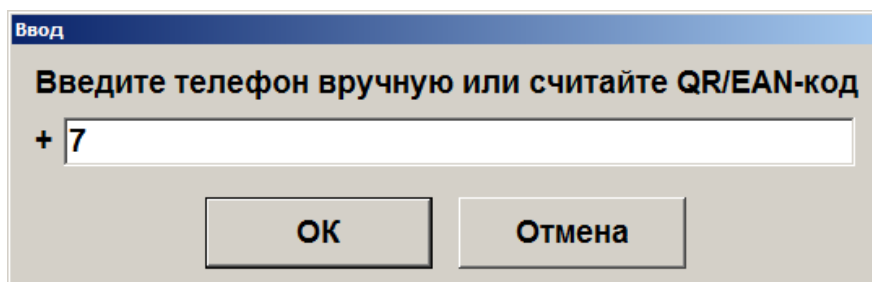 Ввод
Введите телефон вручную или считайте QR/EAN-код
+ 7
ОК Отмена